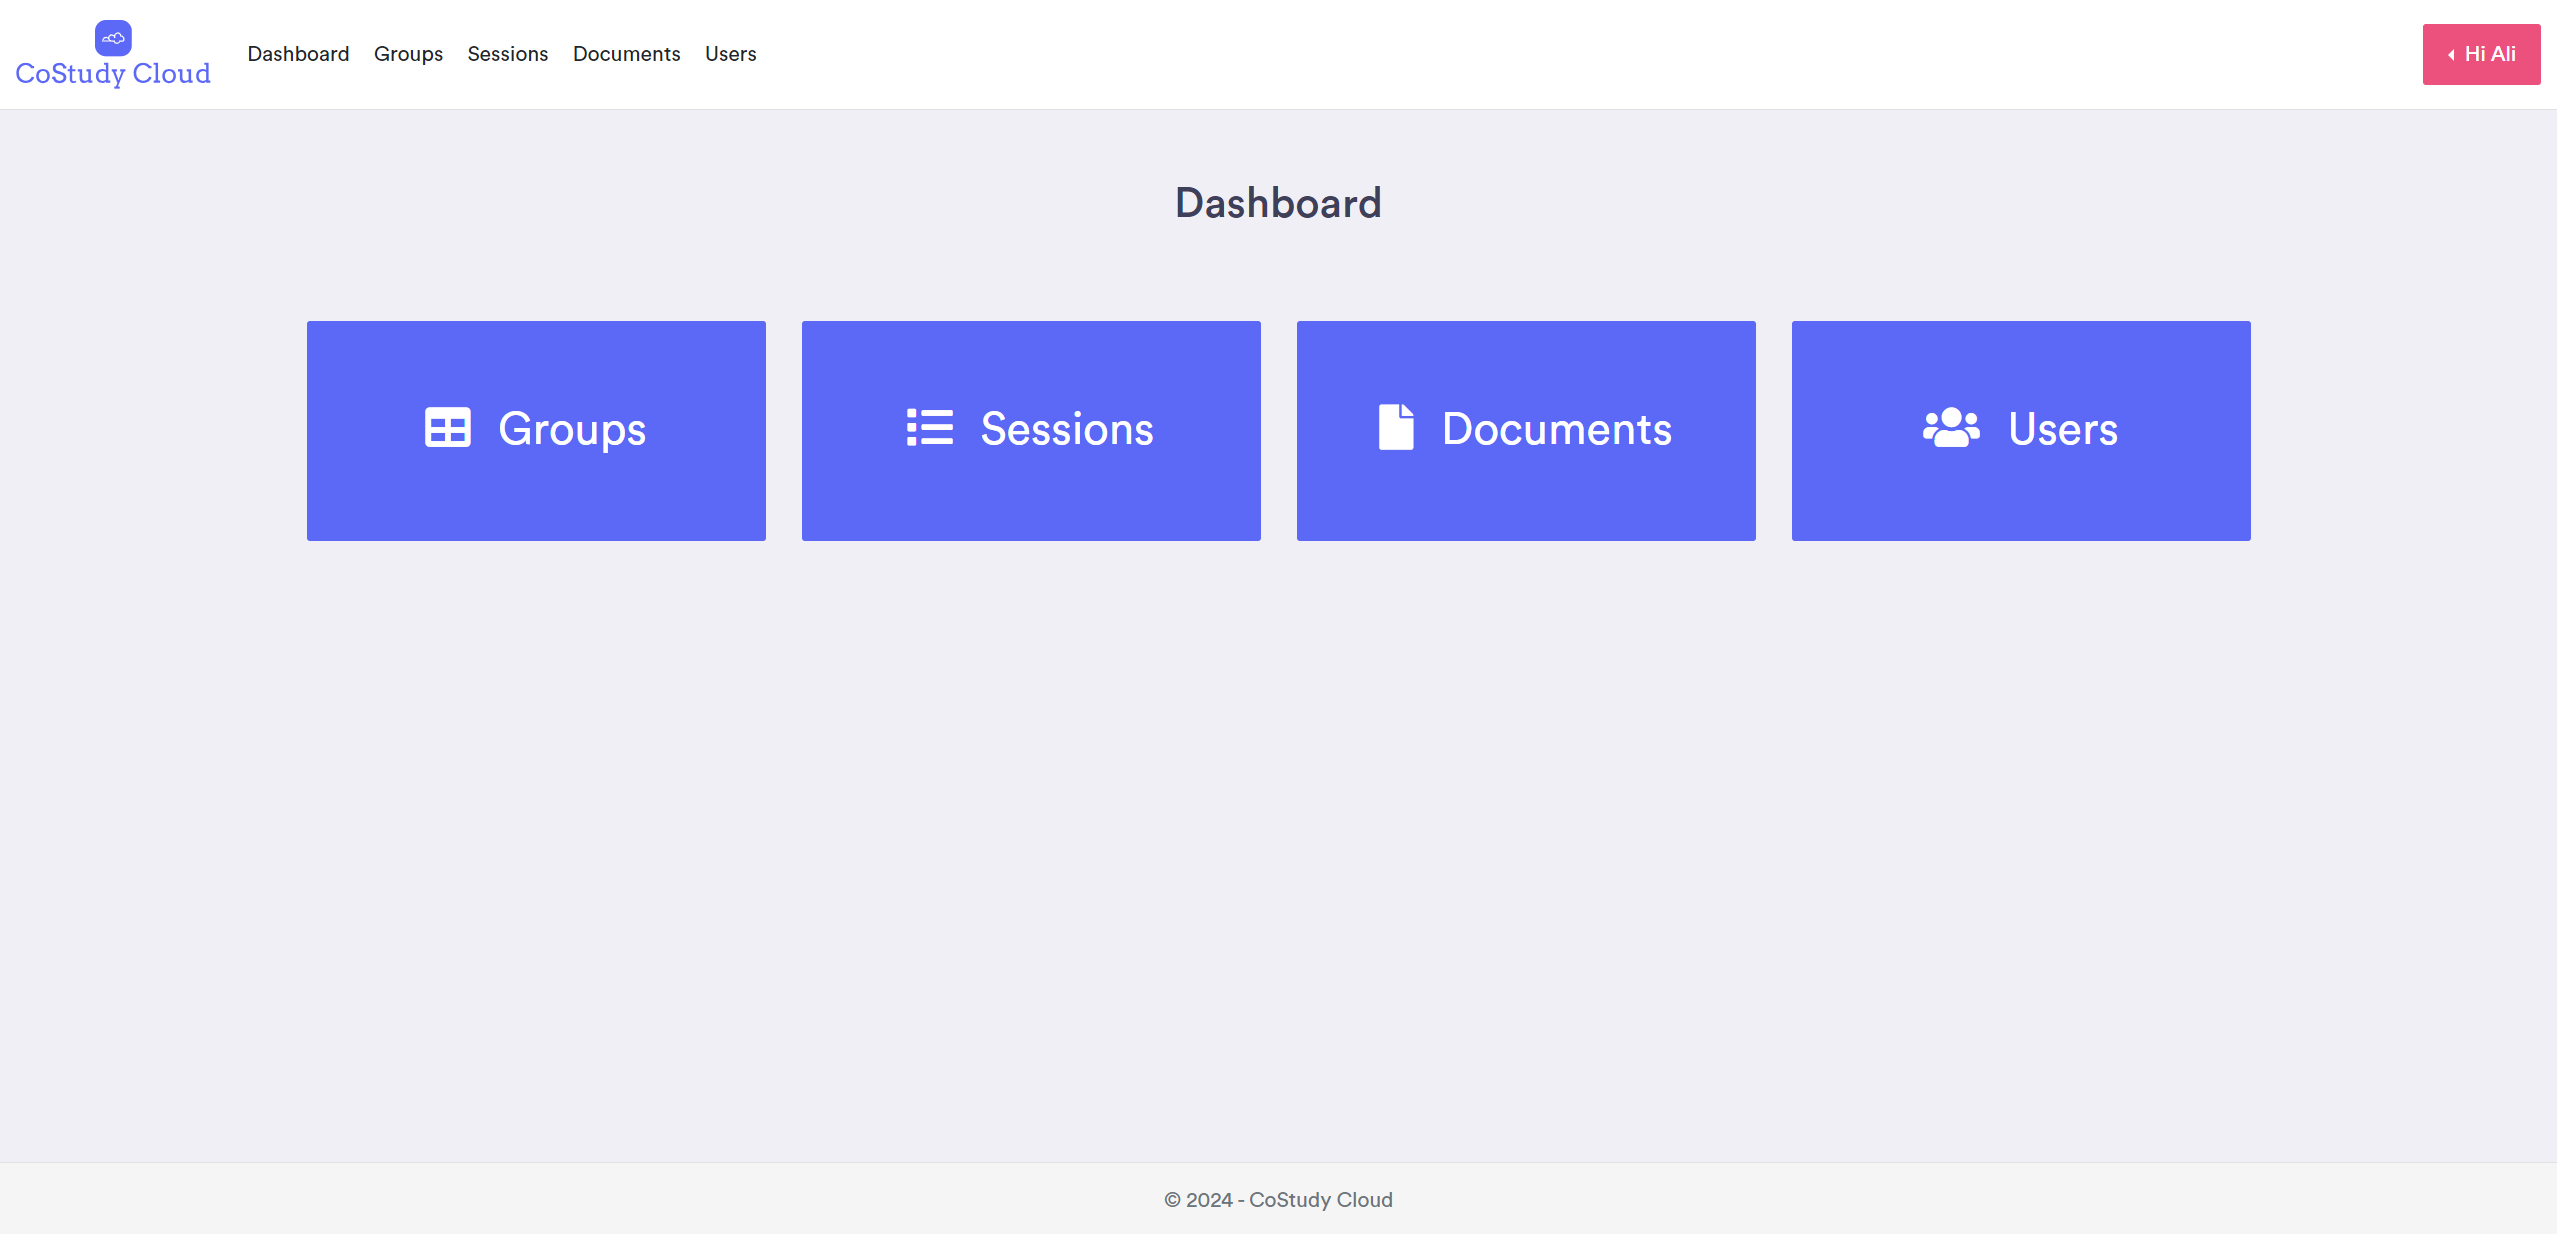 CoStudy Cloud
Dashboard Groups Sessions Documents Users
Hi Ali
Dashboard
Groups
Sessions
Documents
Users
© 2024 - CoStudy Cloud